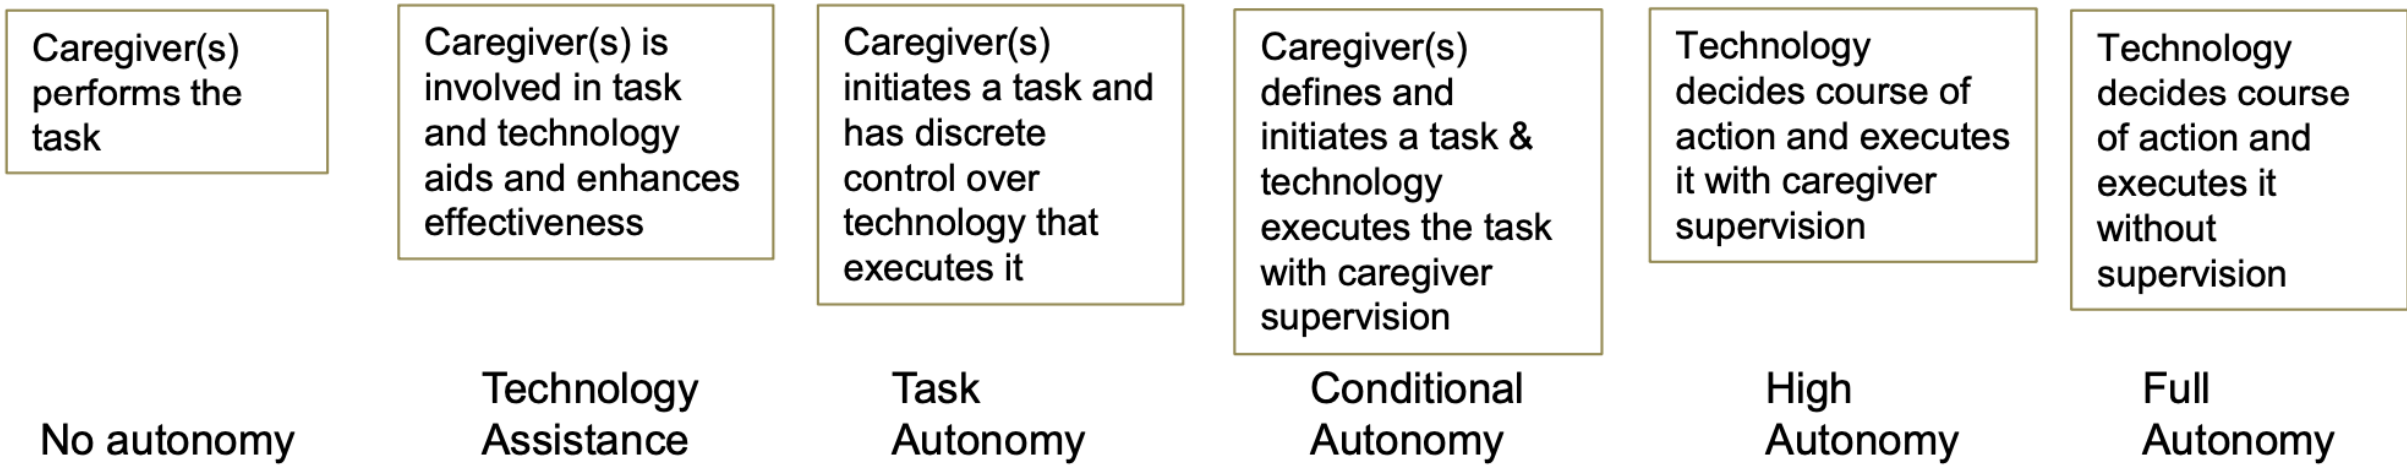 Caregiver(s)
performs the
task
Caregiver(s) is
involved in task
and technology
aids and enhances
effectiveness
Caregiver(s)
initiates a task and
has discrete
control over
technology that
executes it
Caregiver(s)
defines and
initiates a task &
technology
executes the task
with caregiver
supervision
Technology
decides course of
action and executes
it with caregiver
supervision
Technology
decides course
of action and
executes it
without
supervision
No autonomy
Technology
Assistance
Task
Autonomy
Conditional
Autonomy
High
Autonomy
Full
Autonomy